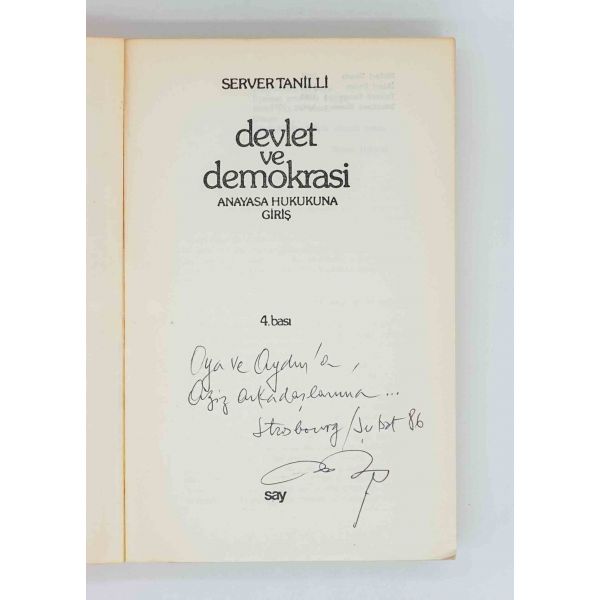 SERVER TANİLLİ
devlet
ve
demokrasi
ANAYASA HUKUKUNA
GİRİŞ
4. bası
Oya ve Aydın'a,
Aziz arkadaşlarıma...
Strasbourg/Şubat 86
say